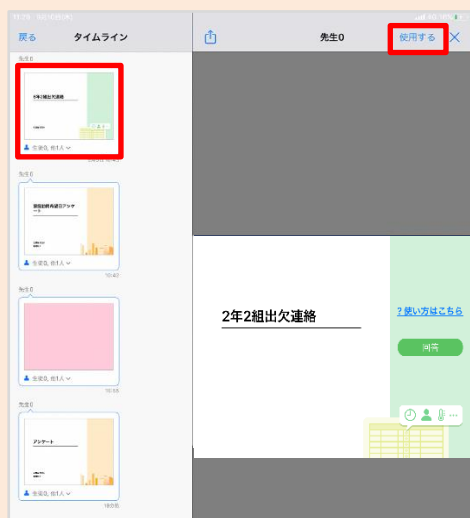 戻る
タイムライン
先生0
使用する
先生0
2年2組出欠連絡
生徒0, 他1人
先生0
生徒0, 他1人
10:42
先生0
生徒0, 他1人
先生0
アンケート
生徒0, 他1人
2年2組出欠連絡
?使い方はこちら
回答